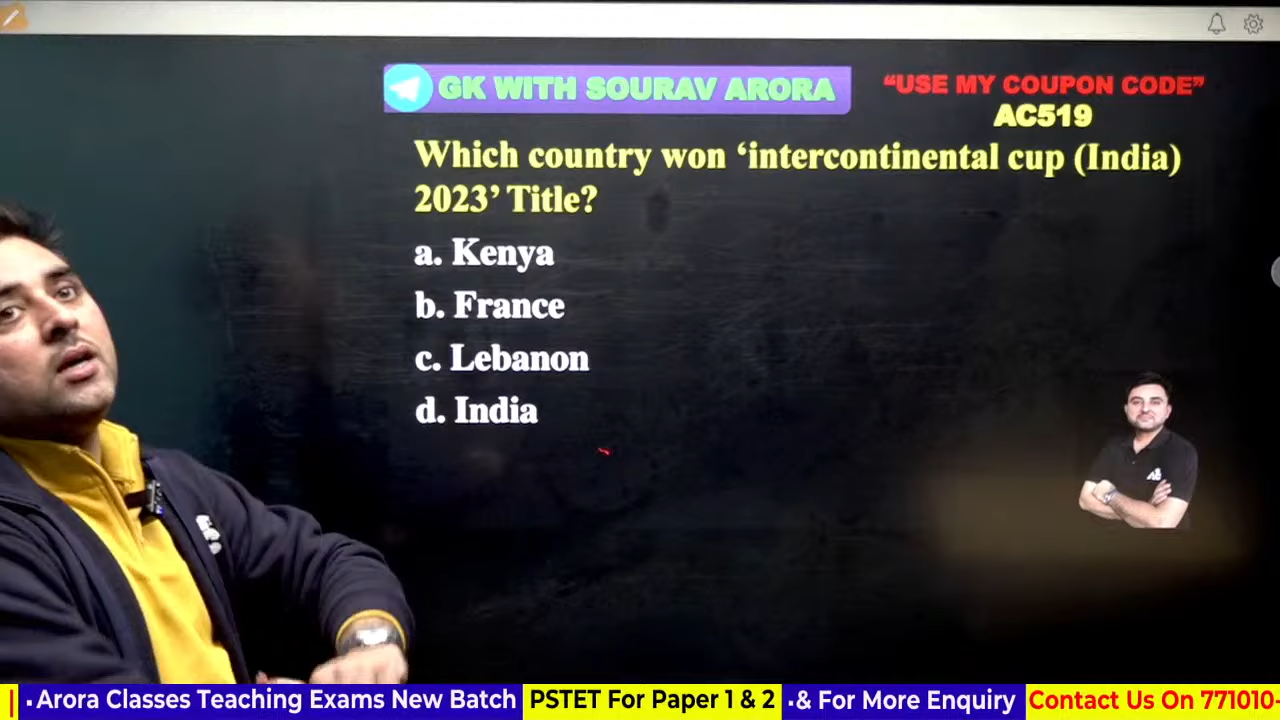 GK WITH SOURAV ARORA
“USE MY COUPON CODE”
AC519
Which country won ‘intercontinental cup (India)
2023’ Title?
a. Kenya
b. France
c. Lebanon
d. India
Arora Classes Teaching Exams New Batch PSTET For Paper 1 & 2 & For More Enquiry Contact Us On 771010-